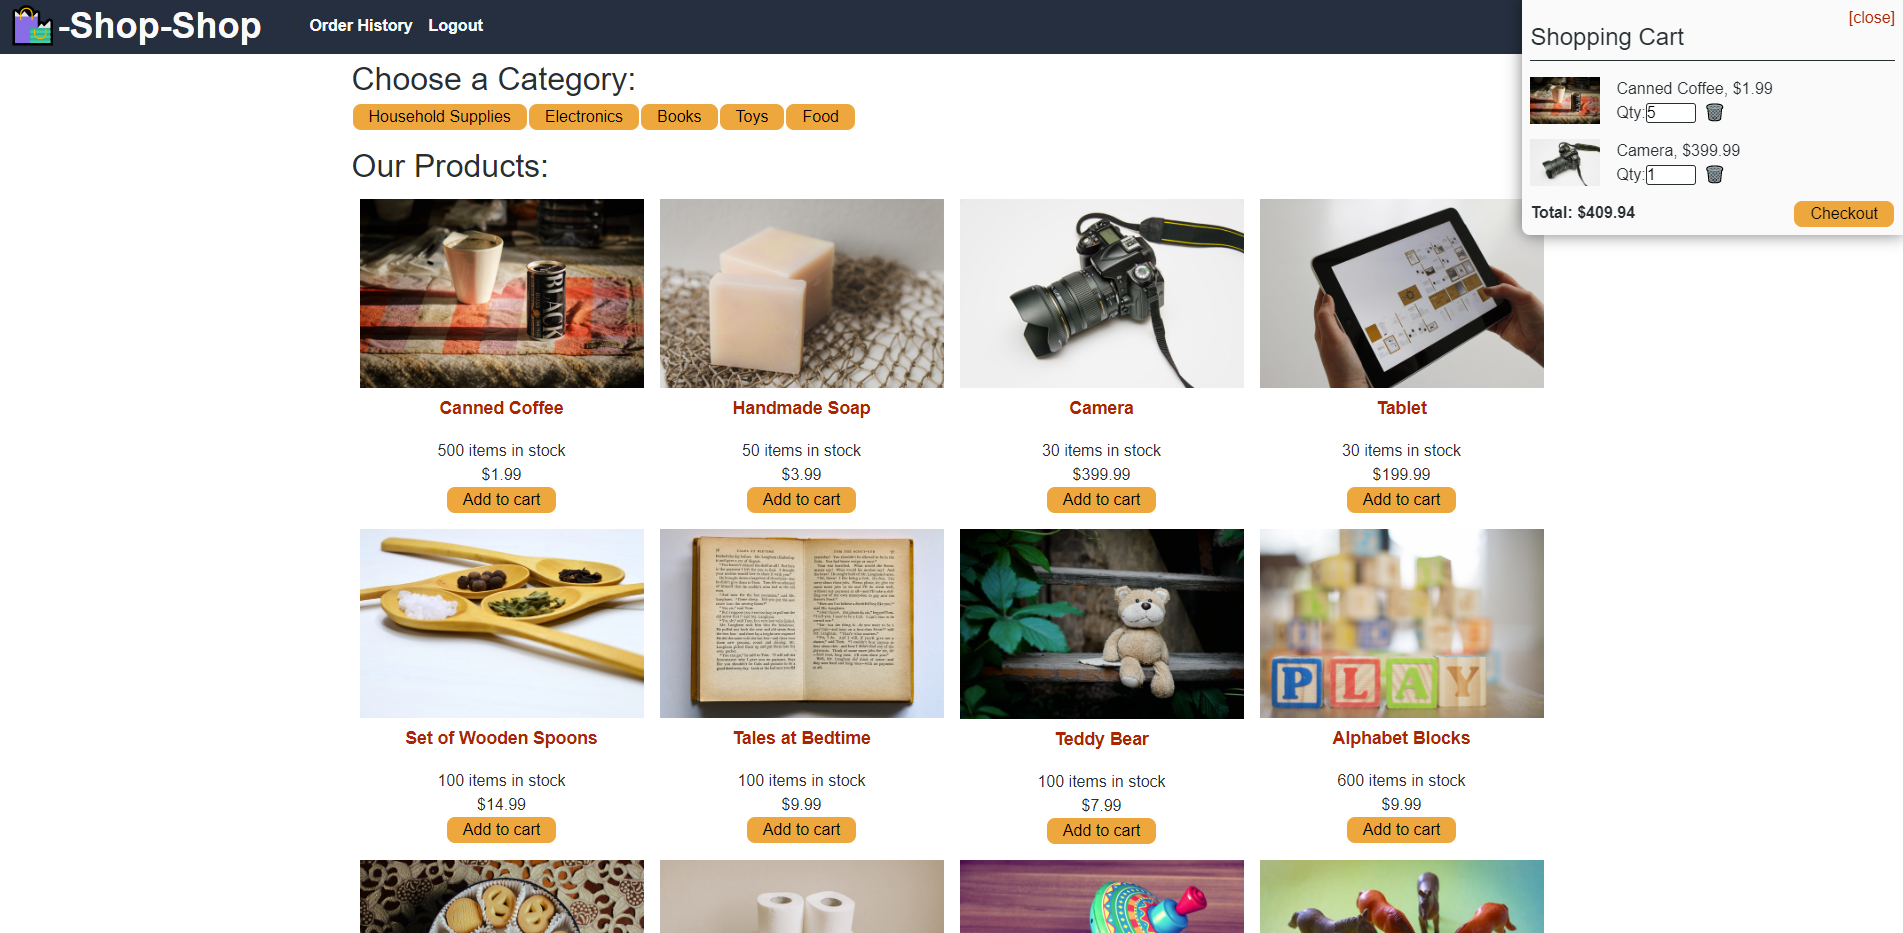 -Shop-Shop
Order History Logout
[close]
Shopping Cart
Canned Coffee, $1.99
Qty: 5
Camera, $399.99
Qty: 1
Total: $409.94 Checkout
Choose a Category:
Household Supplies Electronics Books Toys Food
Our Products:
BLACK
Canned Coffee
500 items in stock
$1.99
Add to cart
Handmade Soap
50 items in stock
$3.99
Add to cart
Camera
30 items in stock
$399.99
Add to cart
Tablet
30 items in stock
$199.99
Add to cart
Set of Wooden Spoons
100 items in stock
$14.99
Add to cart
Tales at Bedtime
100 items in stock
$9.99
Add to cart
Teddy Bear
100 items in stock
$7.99
Add to cart
PLAY
Alphabet Blocks
600 items in stock
$9.99
Add to cart